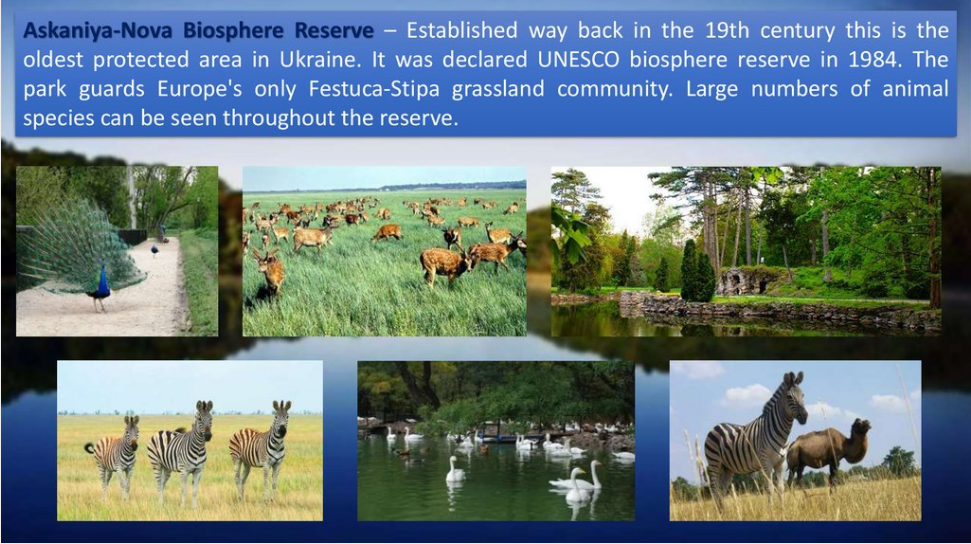 Askaniya-Nova Biosphere Reserve – Established way back in the 19th century this is the
oldest protected area in Ukraine. It was declared UNESCO biosphere reserve in 1984. The
park guards Europe's only Festuca-Stipa grassland community. Large numbers of animal
species can be seen throughout the reserve.